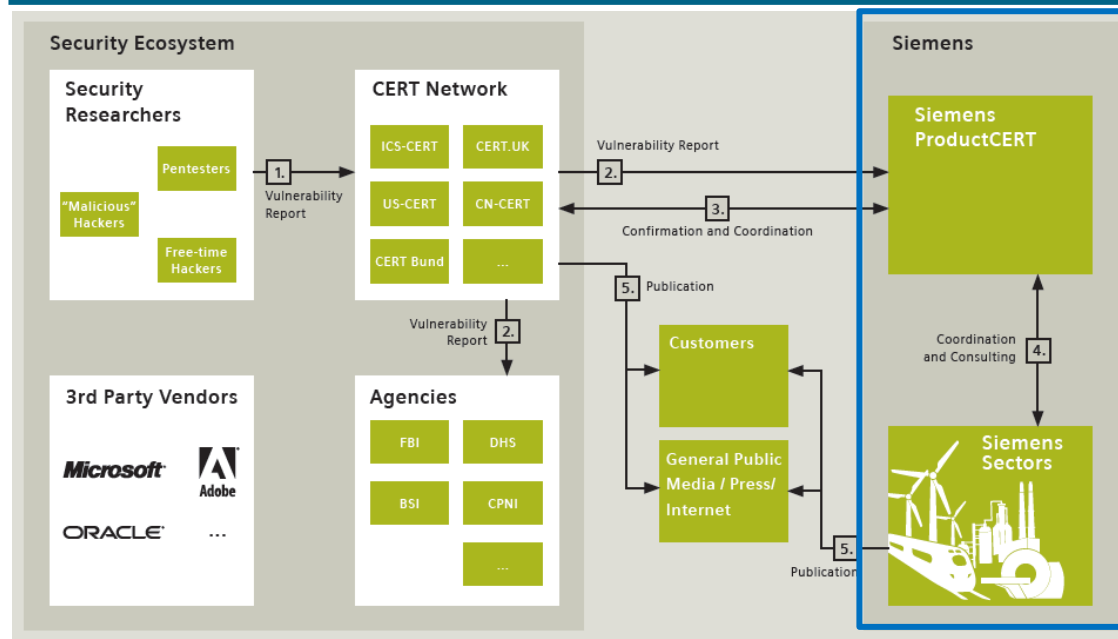 Security Ecosystem
Security
Researchers
Pentesters
"Malicious"
Hackers
Free-time
Hackers
1.
Vulnerability
Report
CERT Network
ICS-CERT
CERT.UK
US-CERT
CN-CERT
CERT Bund
...
Vulnerability Report
2.
3.
Confirmation and Coordination
5.
Publication
Vulnerability
Report
2.
3rd Party Vendors
Microsoft
Adobe
ORACLE
...
Agencies
FBI
DHS
BSI
CPNI
...
Customers
General Public
Media / Press/
Internet
5.
Publication
Siemens
Siemens
ProductCERT
Coordination
and Consulting
4.
Siemens
Sectors